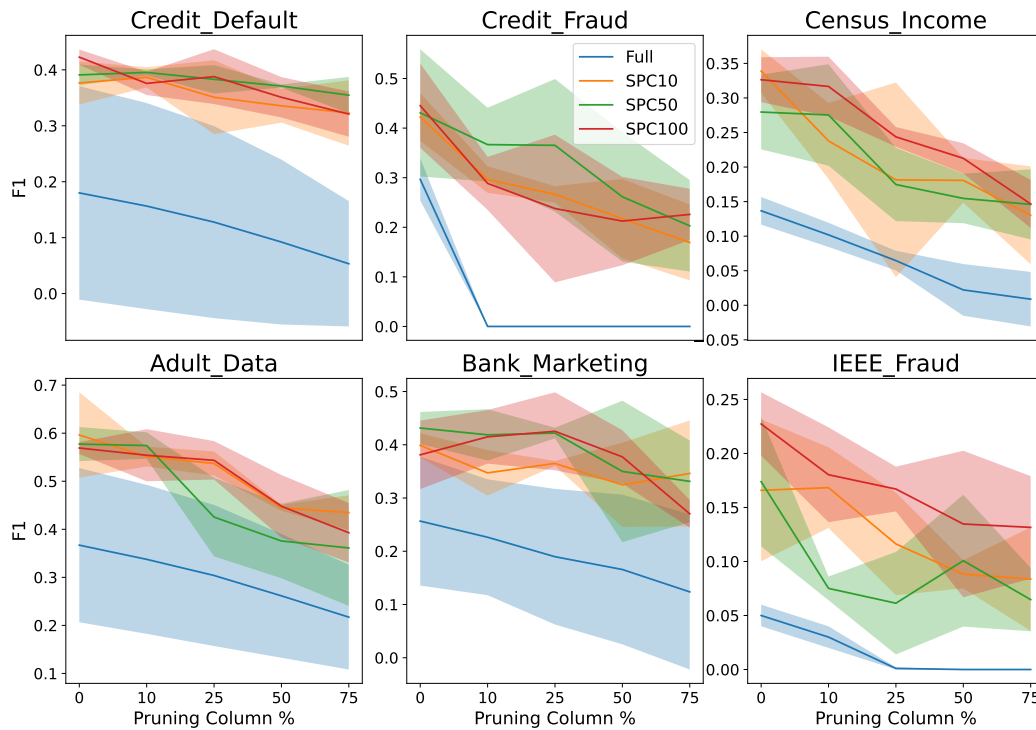 Credit_Default
Credit_Fraud
Census_Income
F1
0.4
0.3
0.2
0.1
0.0
0.5
0.4
0.3
0.2
0.1
0.0
Full
SPC10
SPC50
SPC100
0.35
0.30
0.25
0.20
0.15
0.10
0.05
0.00
−0.05
Adult_Data
Bank_Marketing
IEEE_Fraud
F1
0.7
0.6
0.5
0.4
0.3
0.2
0.1
0 10 25 50 75
Pruning Column %
0.5
0.4
0.3
0.2
0.1
0.0
0 10 25 50 75
Pruning Column %
0.25
0.20
0.15
0.10
0.05
0.00
0 10 25 50 75
Pruning Column %